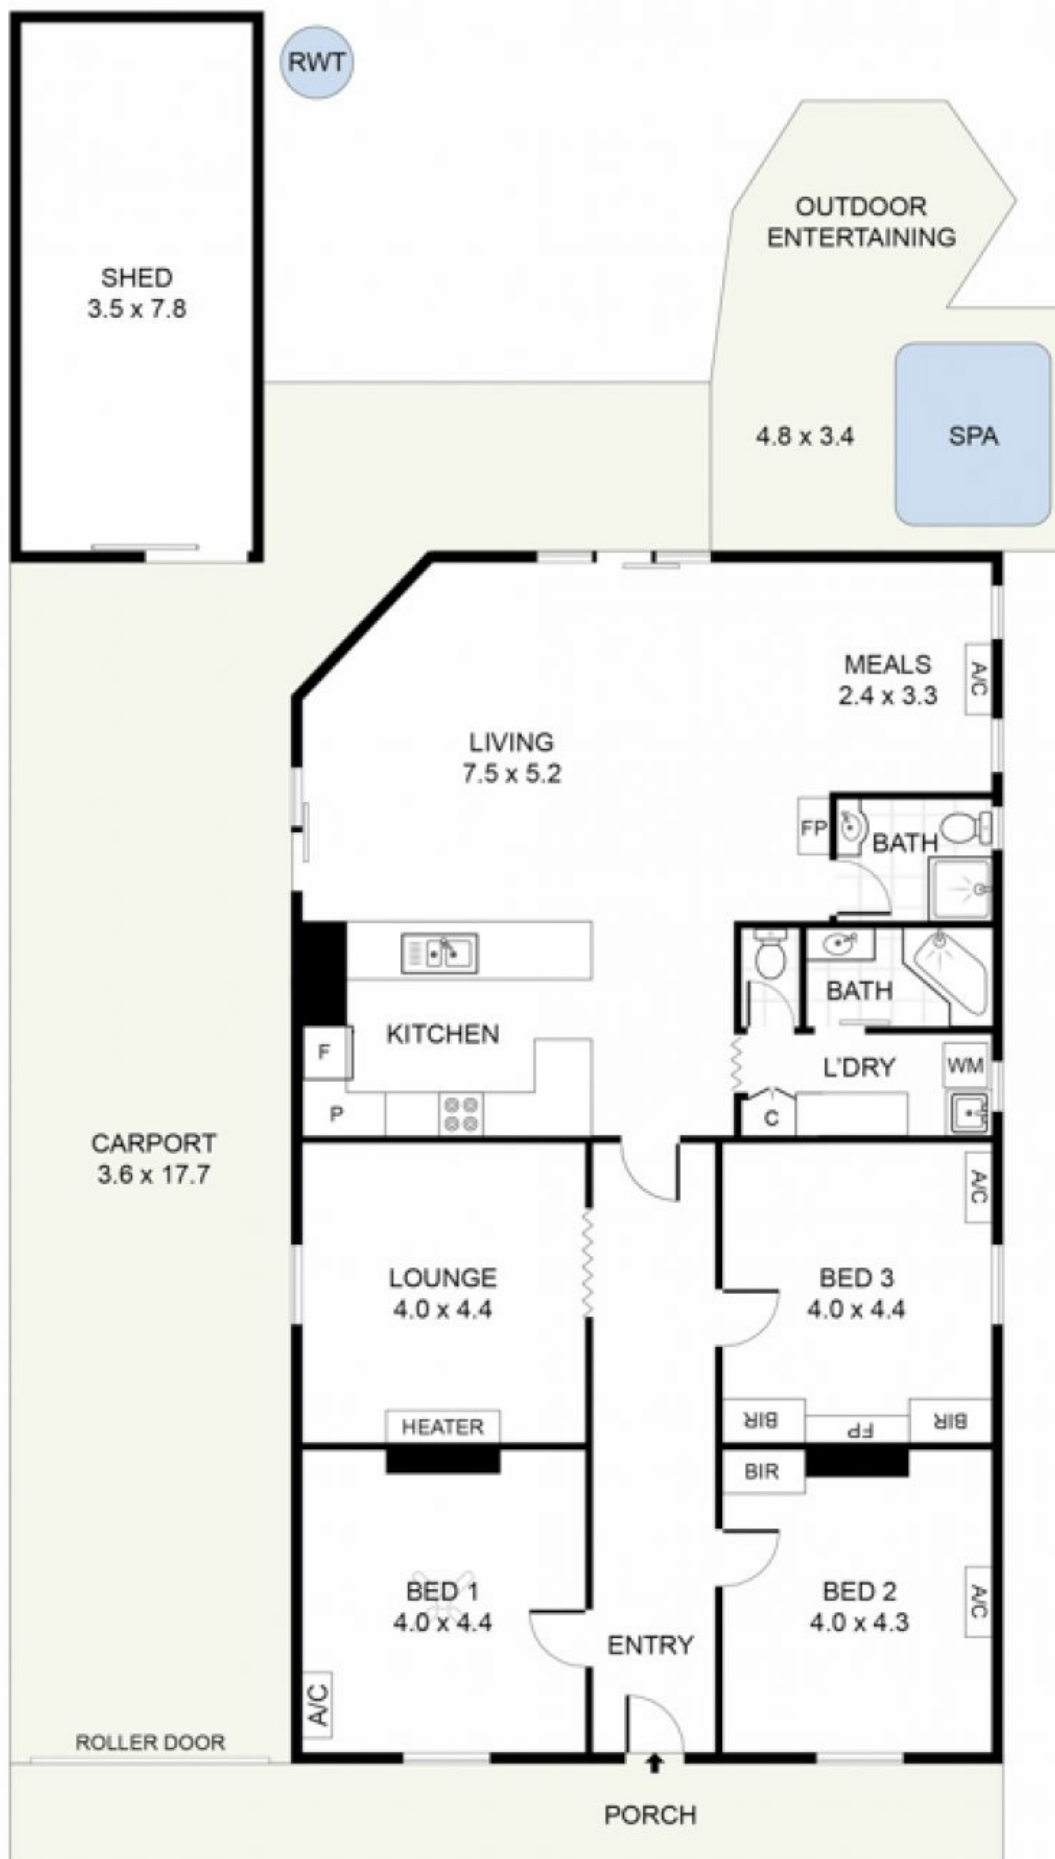 RWT
OUTDOOR
ENTERTAINING
SHED
3.5 x 7.8
4.8 x 3.4
SPA
MEALS
2.4 x 3.3
A/C
LIVING
7.5 x 5.2
FP
BATH
BATH
KITCHEN
F
L'DRY
WM
P
C
CARPORT
3.6 x 17.7
A/C
LOUNGE
4.0 x 4.4
BED 3
4.0 x 4.4
HEATER
BIR
FP
BIR
BIR
BED 1
4.0 x 4.4
BED 2
4.0 x 4.3
A/C
ENTRY
A/C
ROLLER DOOR
PORCH